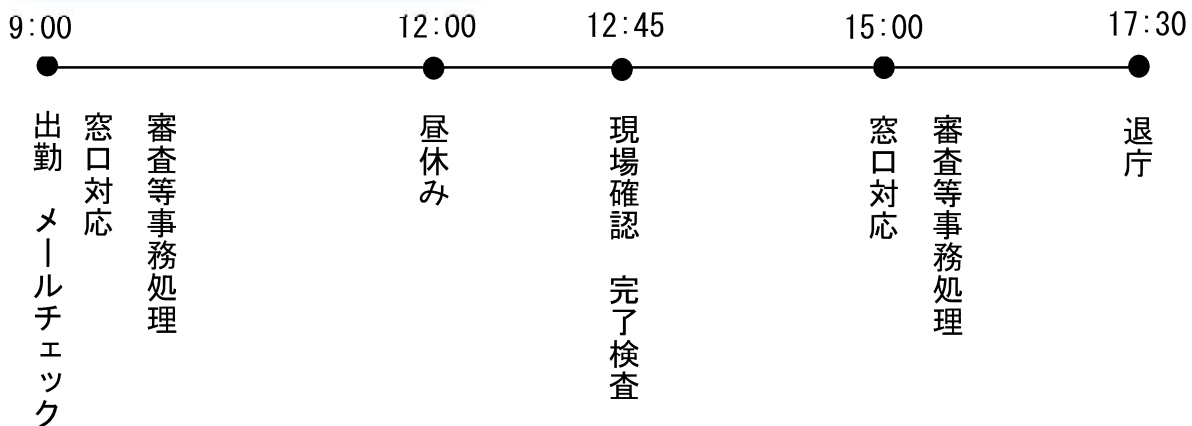 9:00
12:00
12:45
15:00
17:30
出勤　メールチェック
窓口対応
審査等事務処理
昼休み
現場確認　完了検査
窓口対応
審査等事務処理
退庁